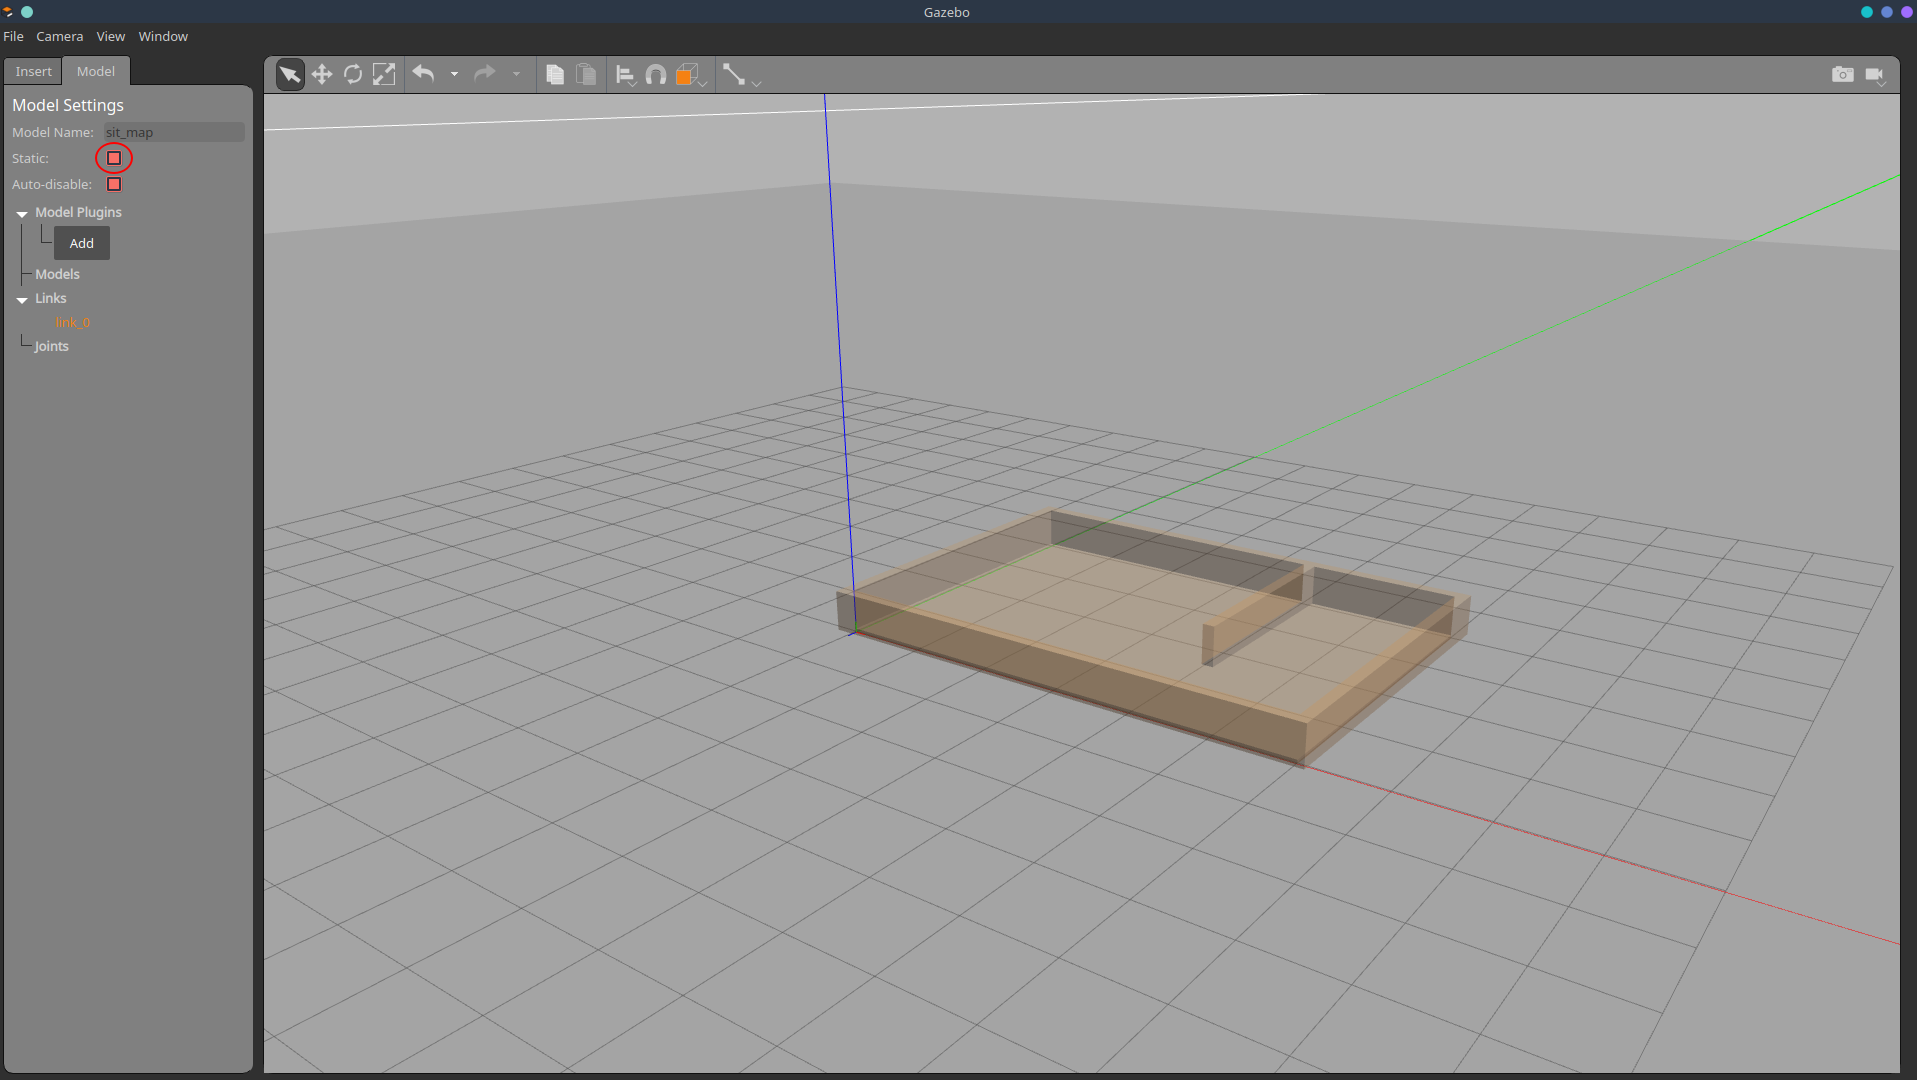 Gazebo
File Camera View Window
Insert Model
Model Settings
Model Name: sit_map
Static:
Auto-disable:
Model Plugins
Add
Models
Links
link_0
Joints